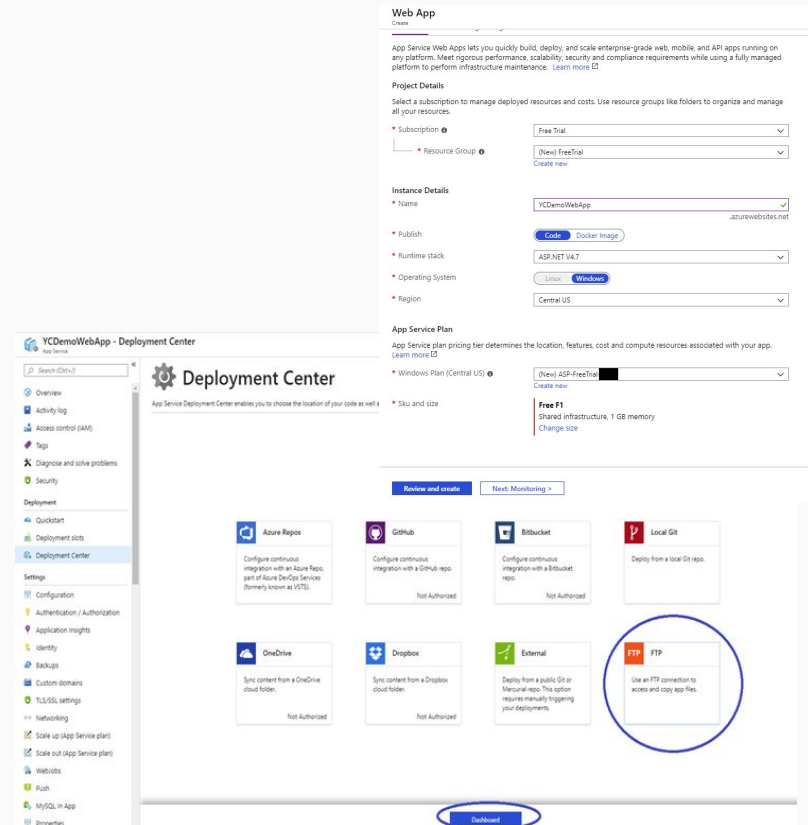 Web App
Create
App Service Web Apps lets you quickly build, deploy, and scale enterprise-grade web, mobile, and API apps running on
any platform. Meet rigorous performance, scalability, security and compliance requirements while using a fully managed
platform to perform infrastructure maintenance. Learn more
Project Details
Select a subscription to manage deployed resources and costs. Use resource groups like folders to organize and manage
all your resources.
* Subscription
Free Trial
* Resource Group
(New) FreeTrial
Create new
Instance Details
* Name
YCDemoWebApp
.azurewebsites.net
* Publish
Code Docker Image
* Runtime stack
ASP.NET V4.7
* Operating System
Linux Windows
* Region
Central US
App Service Plan
App Service plan pricing tier determines the location, features, cost and compute resources associated with your app.
Learn more
* Windows Plan (Central US)
(New) ASP-FreeTrial-
Create new
* Sku and size
Free F1
Shared infrastructure, 1 GB memory
Change size
Review and create
Next: Monitoring >
YCDemoWebApp - Deployment Center
App Service
Search (Ctrl+/)
Overview
Activity log
Access control (IAM)
Tags
Diagnose and solve problems
Security
Deployment
Quickstart
Deployment slots
Deployment Center
Settings
Configuration
Authentication / Authorization
Application Insights
Identity
Backups
Custom domains
TLS/SSL settings
Networking
Scale up (App Service plan)
Scale out (App Service plan)
WebJobs
Push
MySQL In App
Properties
Deployment Center
App Service Deployment Center enables you to choose the location of your code as well
Azure Repos
Configure continuous
integration with an Azure Repo,
part of Azure DevOps Services
(formerly known as VSTS).
GitHub
Configure continuous
integration with a GitHub repo.
Not Authorized
Bitbucket
Configure continuous
integration with a Bitbucket
repo.
Not Authorized
Local Git
Deploy from a local Git repo.
OneDrive
Sync content from a OneDrive
cloud folder.
Not Authorized
Dropbox
Sync content from a Dropbox
cloud folder.
Not Authorized
External
Deploy from a public Git or
Mercurial repo. This option
requires manually triggering
your deployments.
FTP FTP
Use an FTP connection to
access and copy app files.
Dashboard